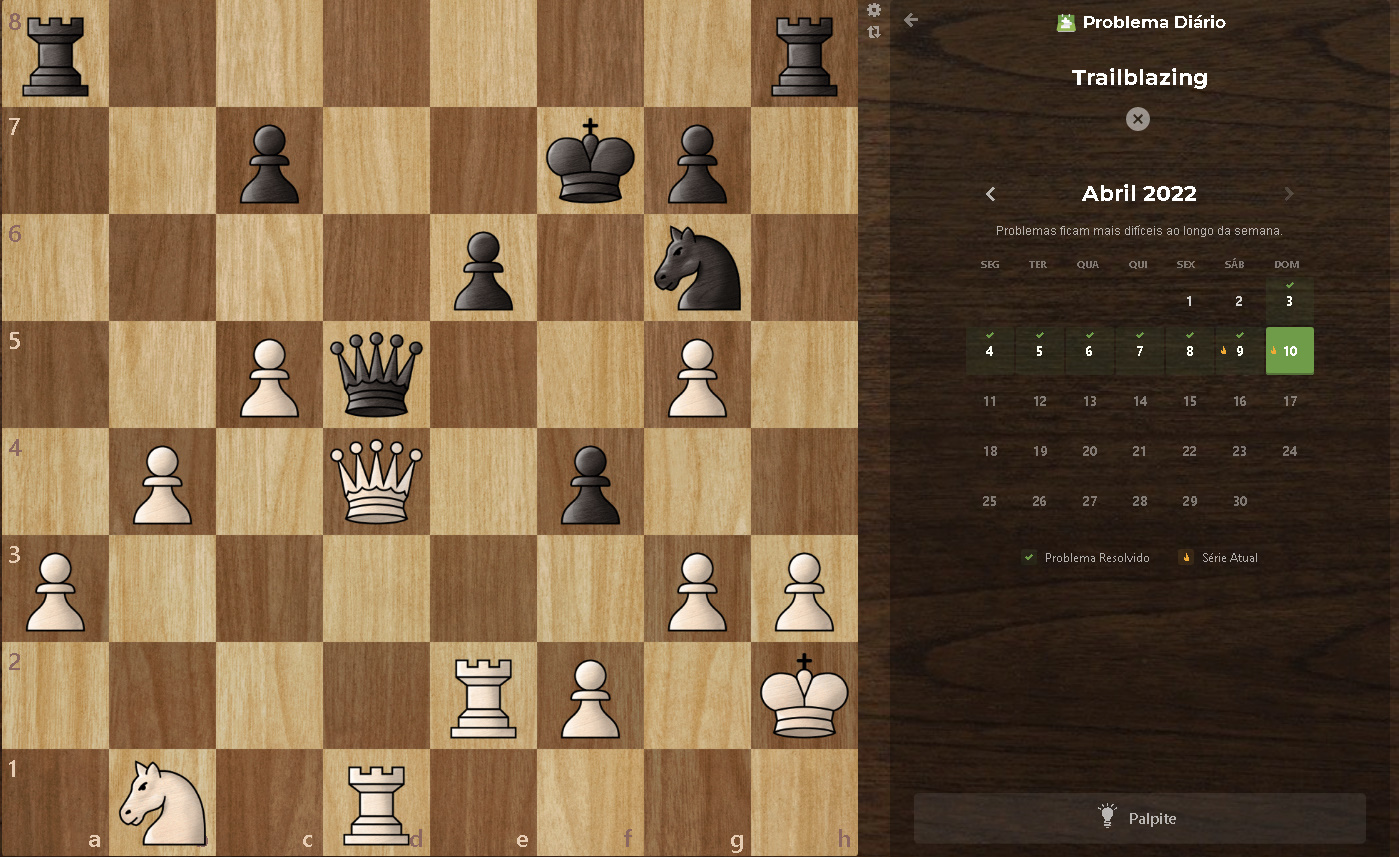 8
7
6
5
4
3
2
1
a
c
d
e
f
g
h
Problema Diário
Trailblazing
Abril 2022
Problemas ficam mais difíceis ao longo da semana.
SEG TER QUA QUI SEX SÁB DOM
1 2 3
4 5 6 7 8 9 10
11 12 13 14 15 16 17
18 19 20 21 22 23 24
25 26 27 28 29 30
Problema Resolvido Série Atual
Palpite